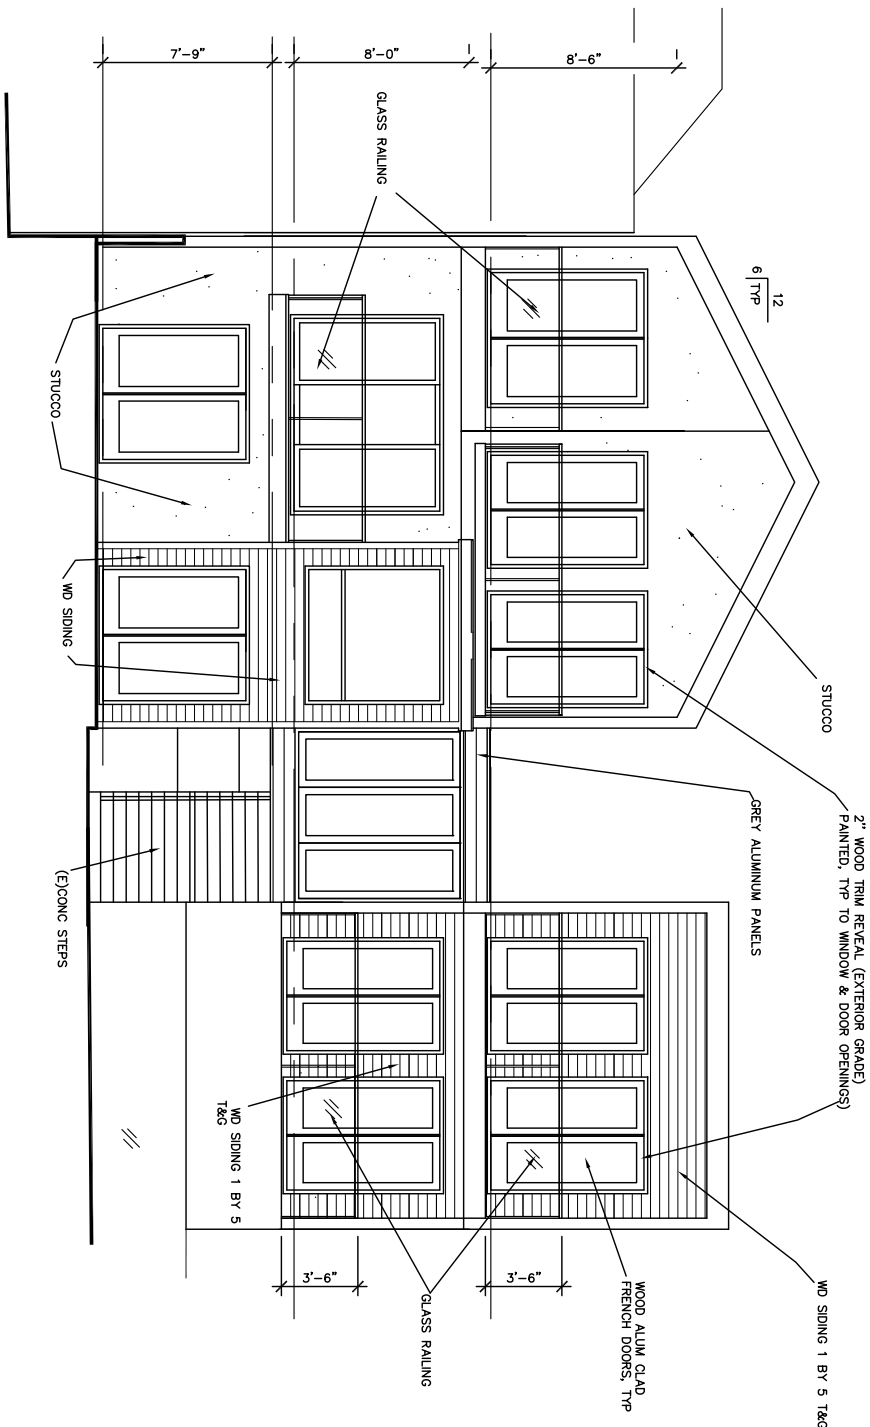 7'-9"
8'-0"
8'-6"
GLASS RAILING
12
6
TYP
STUCCO
WD SIDING
STUCCO
GREY ALUMINUM PANELS
2" WOOD TRIM REVEAL (EXTERIOR GRADE)
PAINTED, TYP TO WINDOW & DOOR OPENINGS)
(E)CONC STEPS
WD SIDING 1 BY 5
T&G
3'-6"
3'-6"
GLASS RAILING
WOOD ALUM CLAD
FRENCH DOORS, TYP
WD SIDING 1 BY 5 T&G